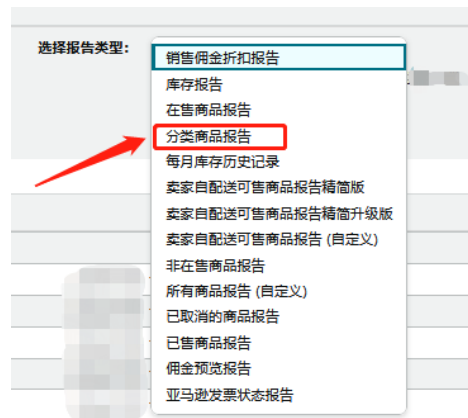 选择报告类型:
销售佣金折扣报告
库存报告
在售商品报告
分类商品报告
每月库存历史记录
卖家自配送可售商品报告精简版
卖家自配送可售商品报告精简升级版
卖家自配送可售商品报告 (自定义)
非在售商品报告
所有商品报告 (自定义)
已取消的商品报告
已售商品报告
佣金预览报告
亚马逊发票状态报告